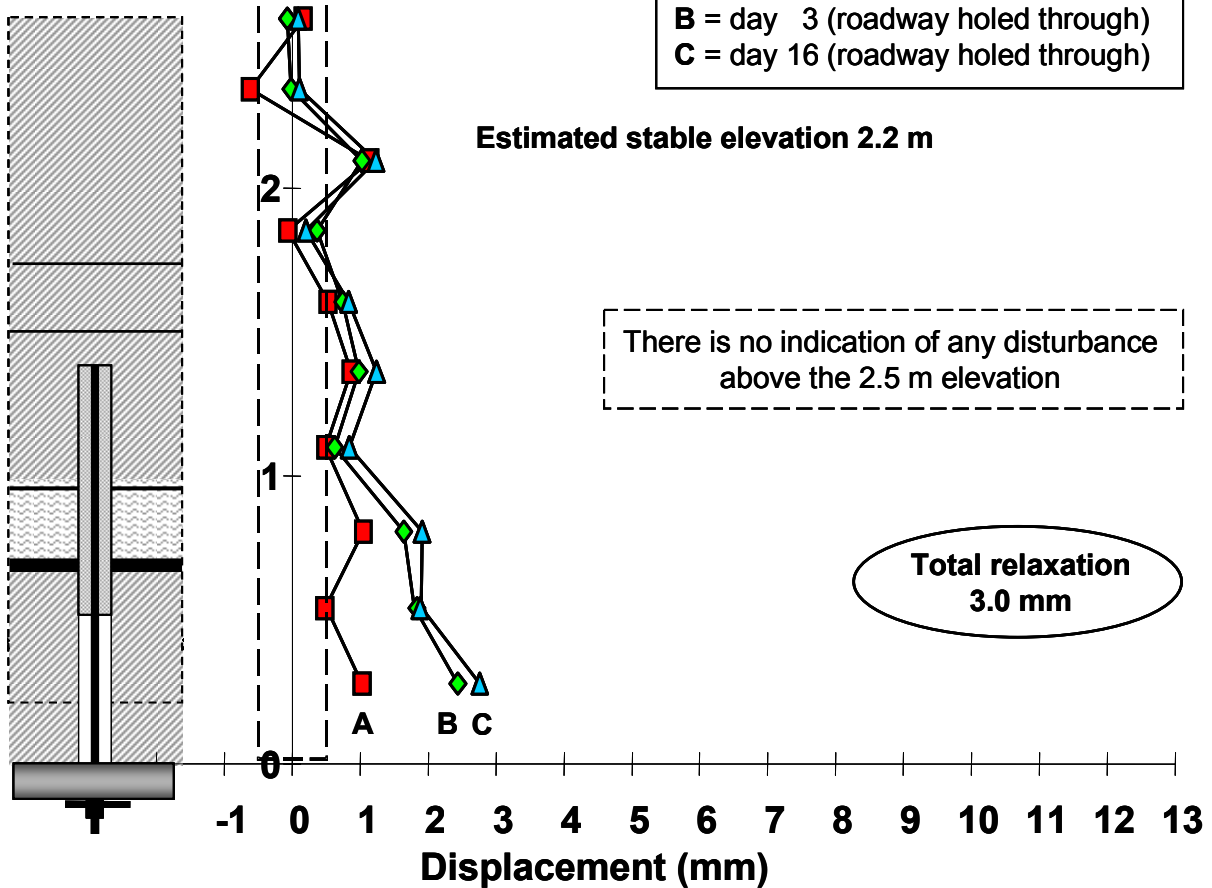 B = day 3 (roadway holed through)
C = day 16 (roadway holed through)
Estimated stable elevation 2.2 m
2
There is no indication of any disturbance
above the 2.5 m elevation
1
Total relaxation
3.0 mm
A B C
0
-1 0 1 2 3 4 5 6 7 8 9 10 11 12 13
Displacement (mm)